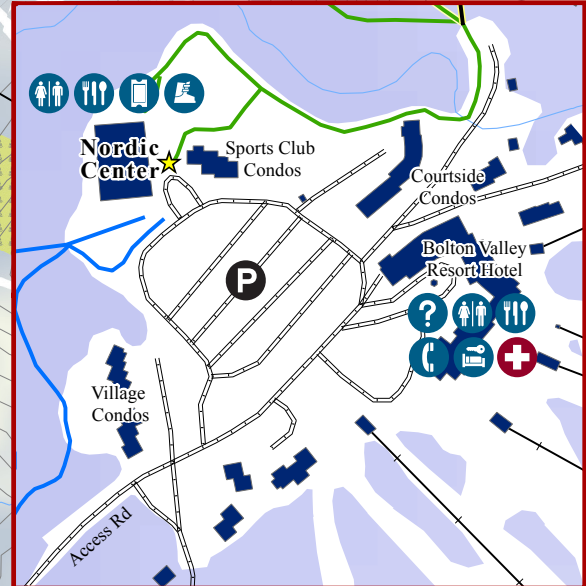 Nordic
Center
Sports Club
Condos
Courtside
Condos
Bolton Valley
Resort Hotel
P
?
Village
Condos
Access Rd